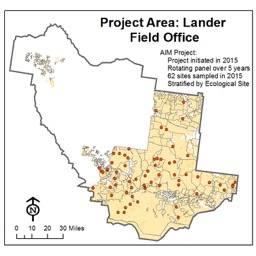 Project Area: Lander
Field Office
AIM Project:
Project initiated in 2015
Rotating panel over 5 years
62 sites sampled in 2015
Stratified by Ecological Site
N
0 10 20 30 Miles